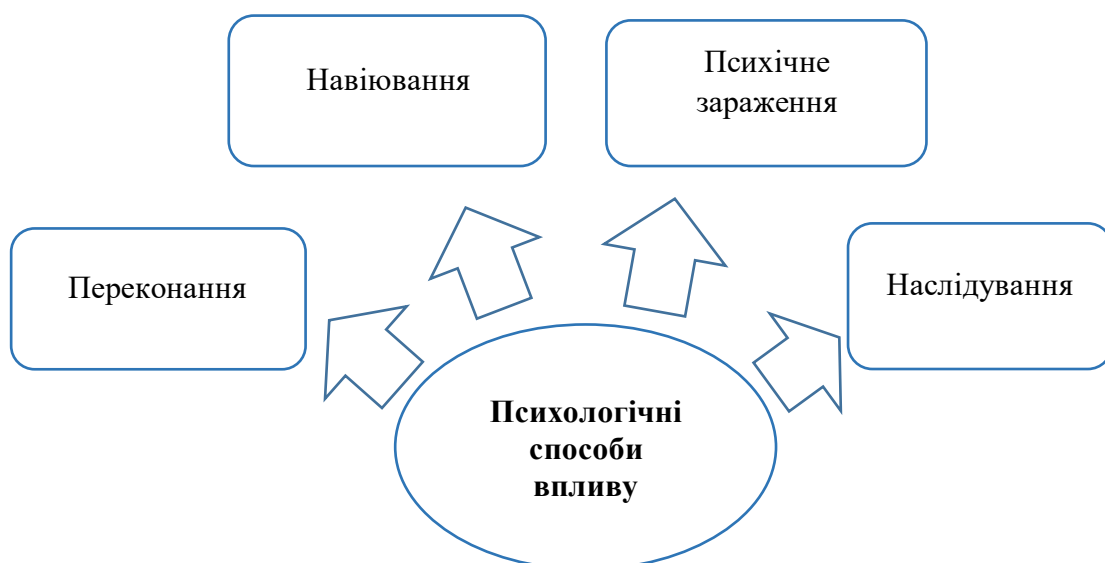 Навіювання
Психічне
зараження
Переконання
Наслідування
Психологічні
способи
впливу